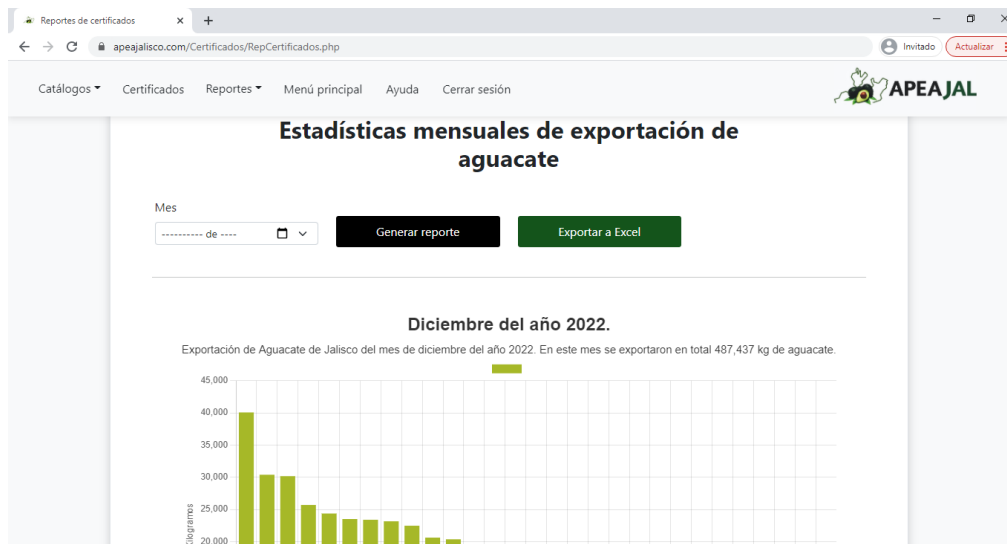 Reportes de certificados
apeajalisco.com/Certificados/RepCertificados.php
Invitado
Actualizar
Catálogos
Certificados
Reportes
Menú principal
Ayuda
Cerrar sesión
APEAJAL
Estadísticas mensuales de exportación de
aguacate
Mes
---------- de ----
Generar reporte
Exportar a Excel
Diciembre del año 2022.
Exportación de Aguacate de Jalisco del mes de diciembre del año 2022. En este mes se exportaron en total 487,437 kg de aguacate.
45,000
40,000
35,000
30,000
25,000
20,000
Kilogramos